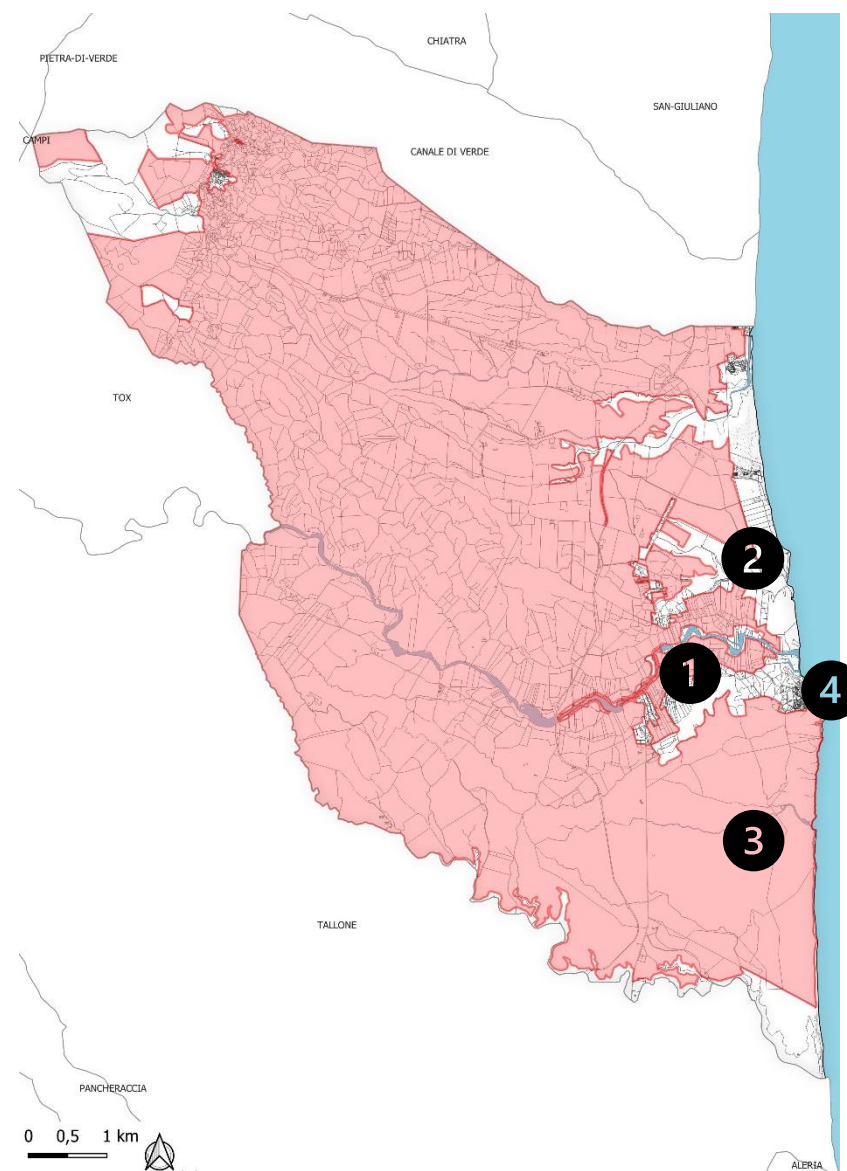 CHIATRA
PIETRA-DI-VERDE
SAN-GIULIANO
CAMPI
CANALE DI VERDE
TOX
2
1
4
3
TALLONE
PANCHERACCIA
0 0,5 1 km
ALERIA